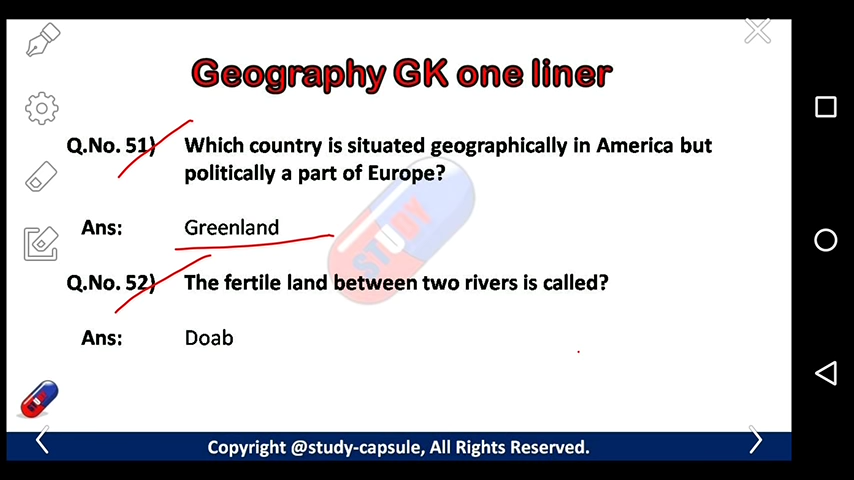 Geography GK one liner
Q.No. 51) Which country is situated geographically in America but
politically a part of Europe?
Ans: Greenland
STUDY
Q.No. 52) The fertile land between two rivers is called?
Ans: Doab
STUDY
Copyright @study-capsule, All Rights Reserved.